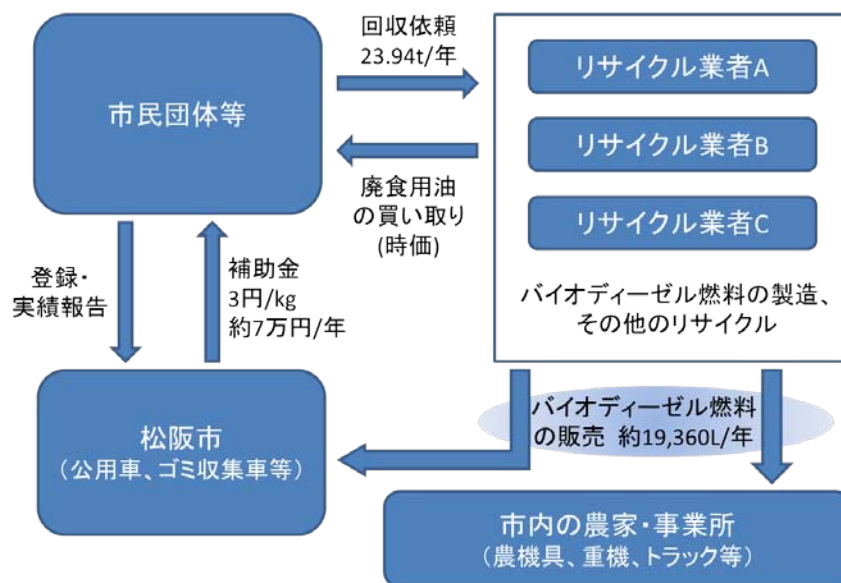 回収依頼
23.94t/年
市民団体等
リサイクル業者A
リサイクル業者B
リサイクル業者C
廃食用油
の買い取り
(時価)
登録・
実績報告
補助金
3円/kg
約7万円/年
バイオディーゼル燃料の製造、
その他のリサイクル
バイオディーゼル燃料
の販売 約19,360L/年
松阪市
（公用車、ゴミ収集車等）
市内の農家・事業所
（農機具、重機、トラック等）